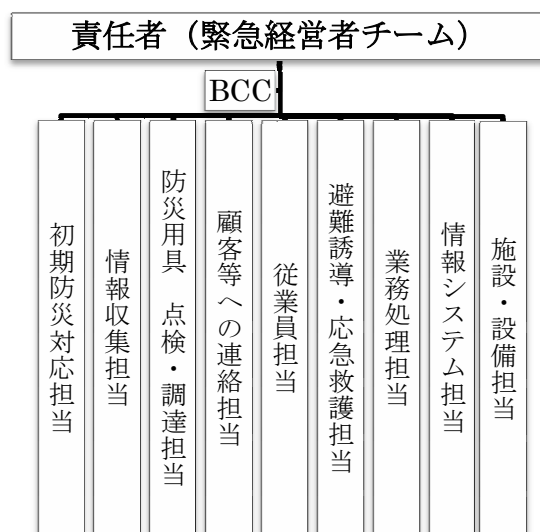 責任者（緊急経営者チーム）
BCC
初期防災対応担当
情報収集担当
防災用具　点検・調達担当
顧客等への連絡担当
従業員担当
避難誘導・応急救護担当
業務処理担当
情報システム担当
施設・設備担当